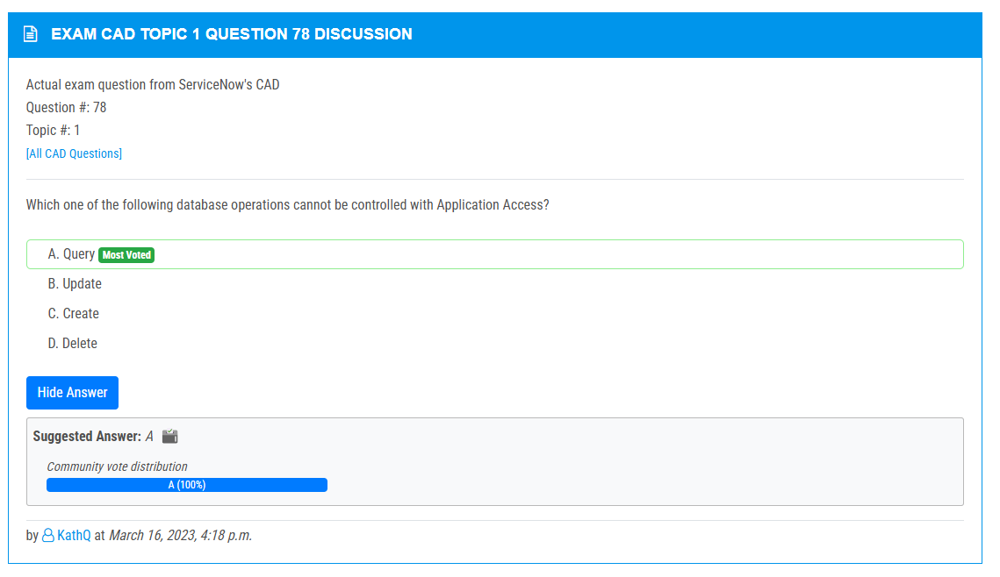 EXAM CAD TOPIC 1 QUESTION 78 DISCUSSION
Actual exam question from ServiceNow's CAD
Question #: 78
Topic #: 1
[All CAD Questions]
Which one of the following database operations cannot be controlled with Application Access?
A. Query Most Voted
B. Update
C. Create
D. Delete
Hide Answer
Suggested Answer: A
Community vote distribution
A (100%)
by KathQ at March 16, 2023, 4:18 p.m.